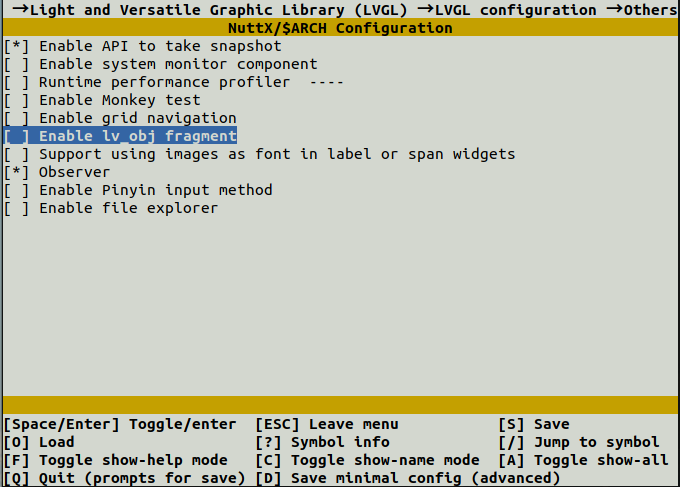 →Light and Versatile Graphic Library (LVGL) →LVGL configuration →Others
NuttX/$ARCH Configuration
[*] Enable API to take snapshot
[ ] Enable system monitor component
[ ] Runtime performance profiler  ----
[ ] Enable Monkey test
[ ] Enable grid navigation
[ ] Enable lv_obj fragment
[ ] Support using images as font in label or span widgets
[*] Observer
[ ] Enable Pinyin input method
[ ] Enable file explorer
[Space/Enter] Toggle/enter  [ESC] Leave menu           [S] Save
[O] Load                    [?] Symbol info            [/] Jump to symbol
[F] Toggle show-help mode   [C] Toggle show-name mode  [A] Toggle show-all
[Q] Quit (prompts for save) [D] Save minimal config (advanced)